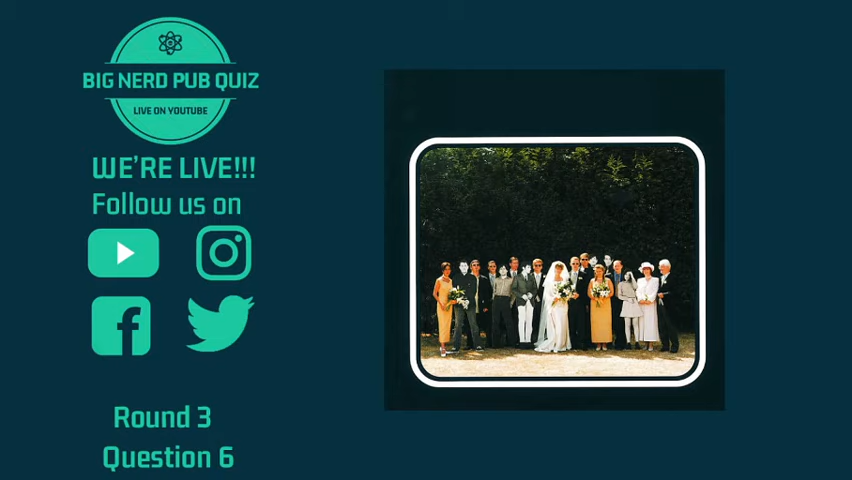 BIG NERD PUB QUIZ
LIVE ON YOUTUBE
WE'RE LIVE!!!
Follow us on
Round 3
Question 6